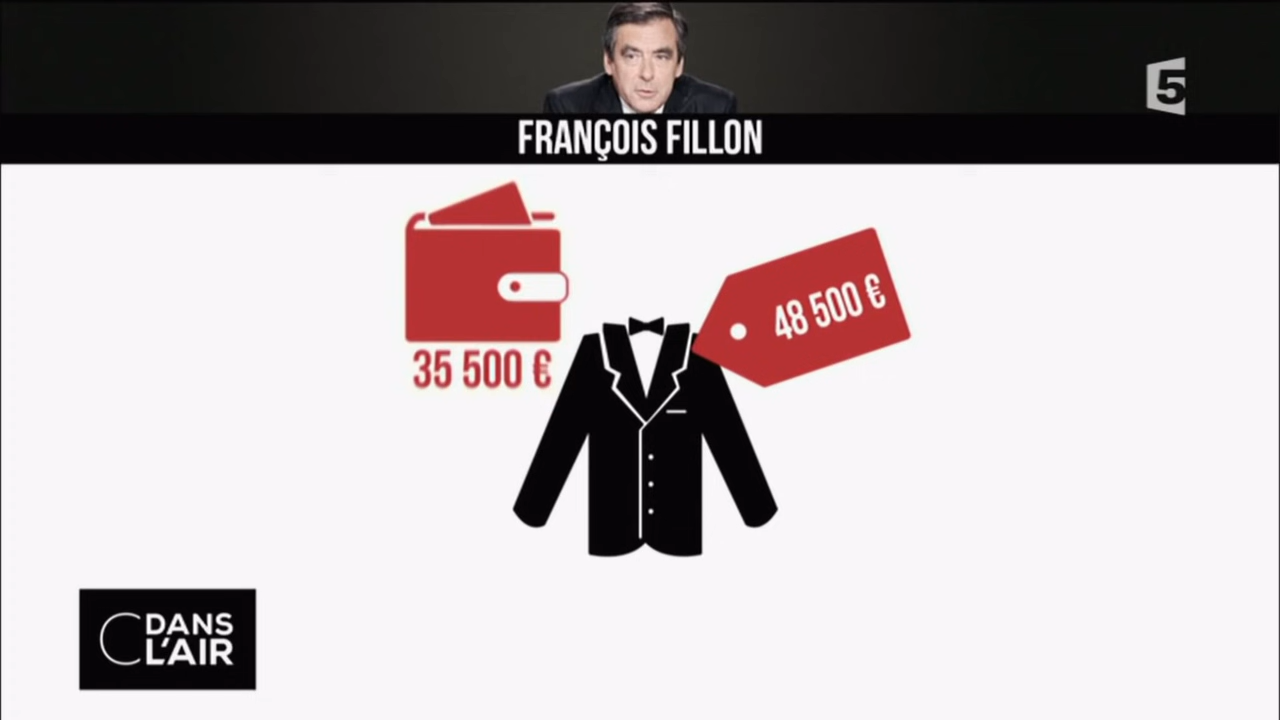 5
FRANÇOIS FILLON
48 500 €
35 500 €
C DANS
L'AIR